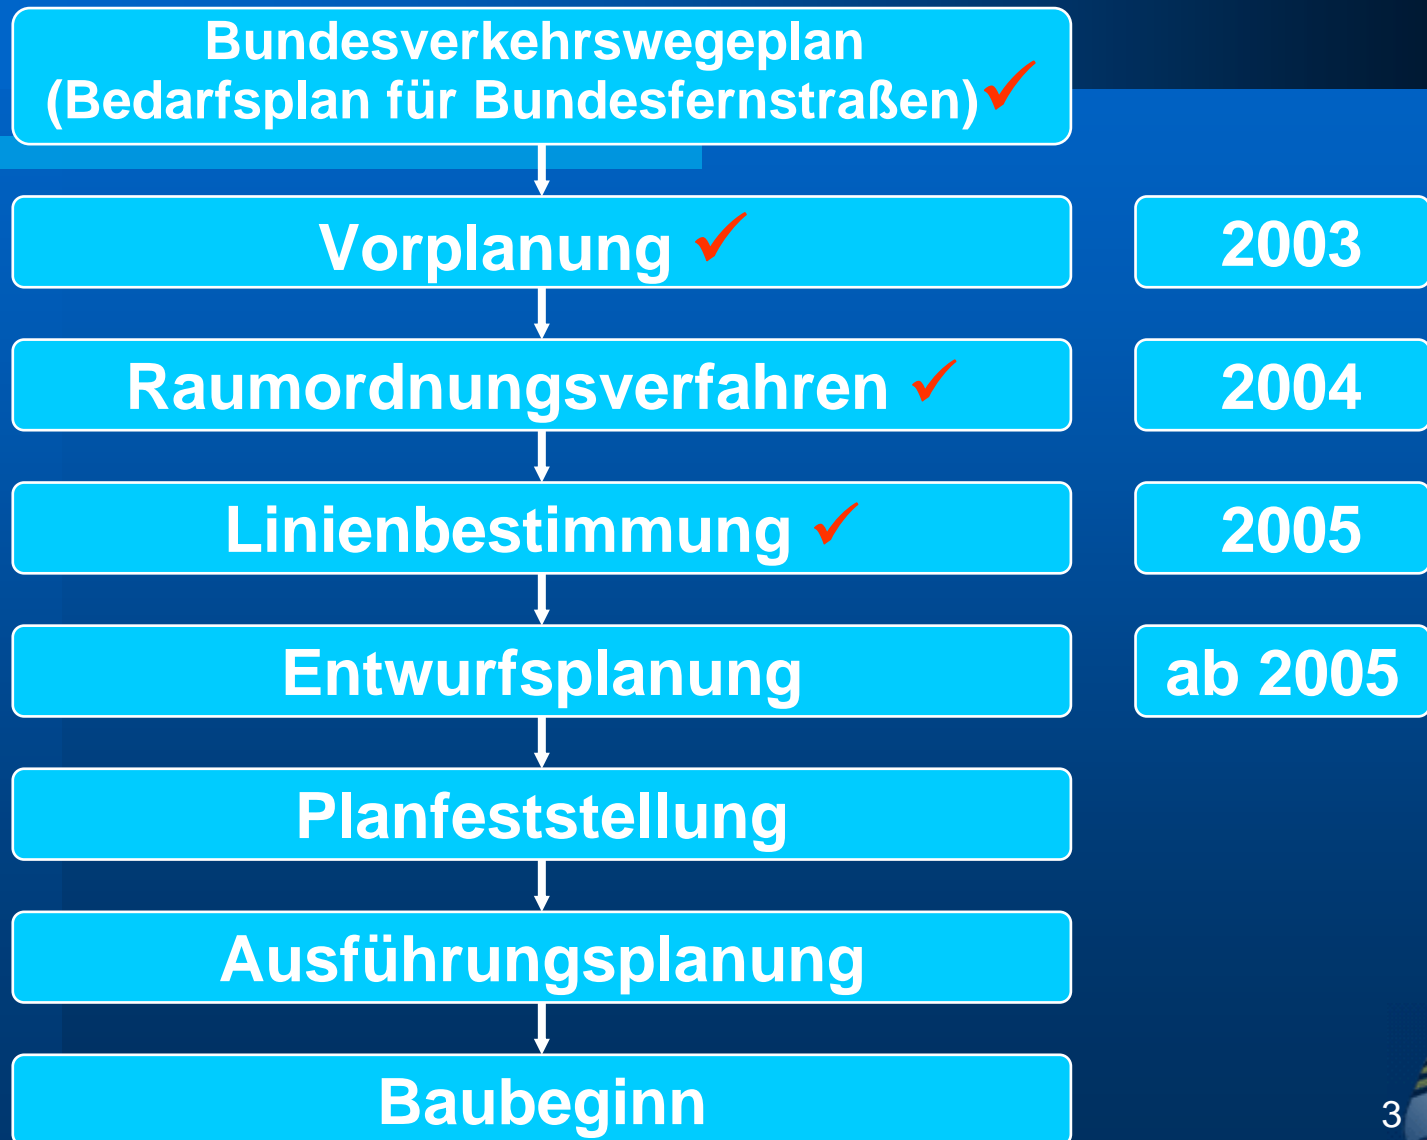 Bundesverkehrswegeplan
(Bedarfsplan für Bundesfernstraßen) ✓
Vorplanung ✓
2003
Raumordnungsverfahren ✓
2004
Linienbestimmung ✓
2005
Entwurfsplanung
ab 2005
Planfeststellung
Ausführungsplanung
Baubeginn
3